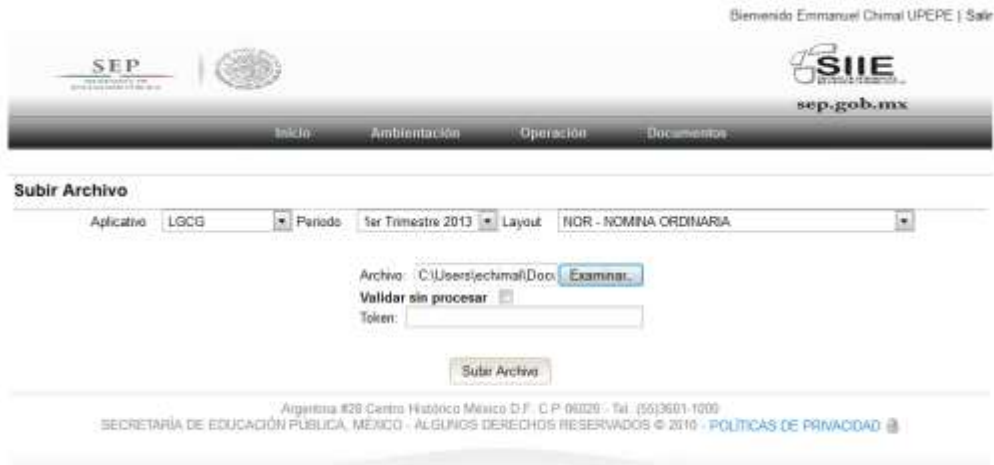 Bienvenido Emmanuel Chimal UPEPE | Salir
SEP
SIIE
sep.gob.mx
Inicio Ambientación Operación Documentos
Subir Archivo
Aplicativo LGCG Periodo 1er Trimestre 2013 Layout NOR - NOMINA ORDINARIA
Archivo C:\Users\echimal\Docu Examinar..
Validar sin procesar
Token:
Subir Archivo
Argentina #28 Centro Histórico México D.F. C.P. 06020 - Tel. (55)3601-1000
SECRETARÍA DE EDUCACIÓN PÚBLICA, MÉXICO - ALGUNOS DERECHOS RESERVADOS © 2010 - POLÍTICAS DE PRIVACIDAD